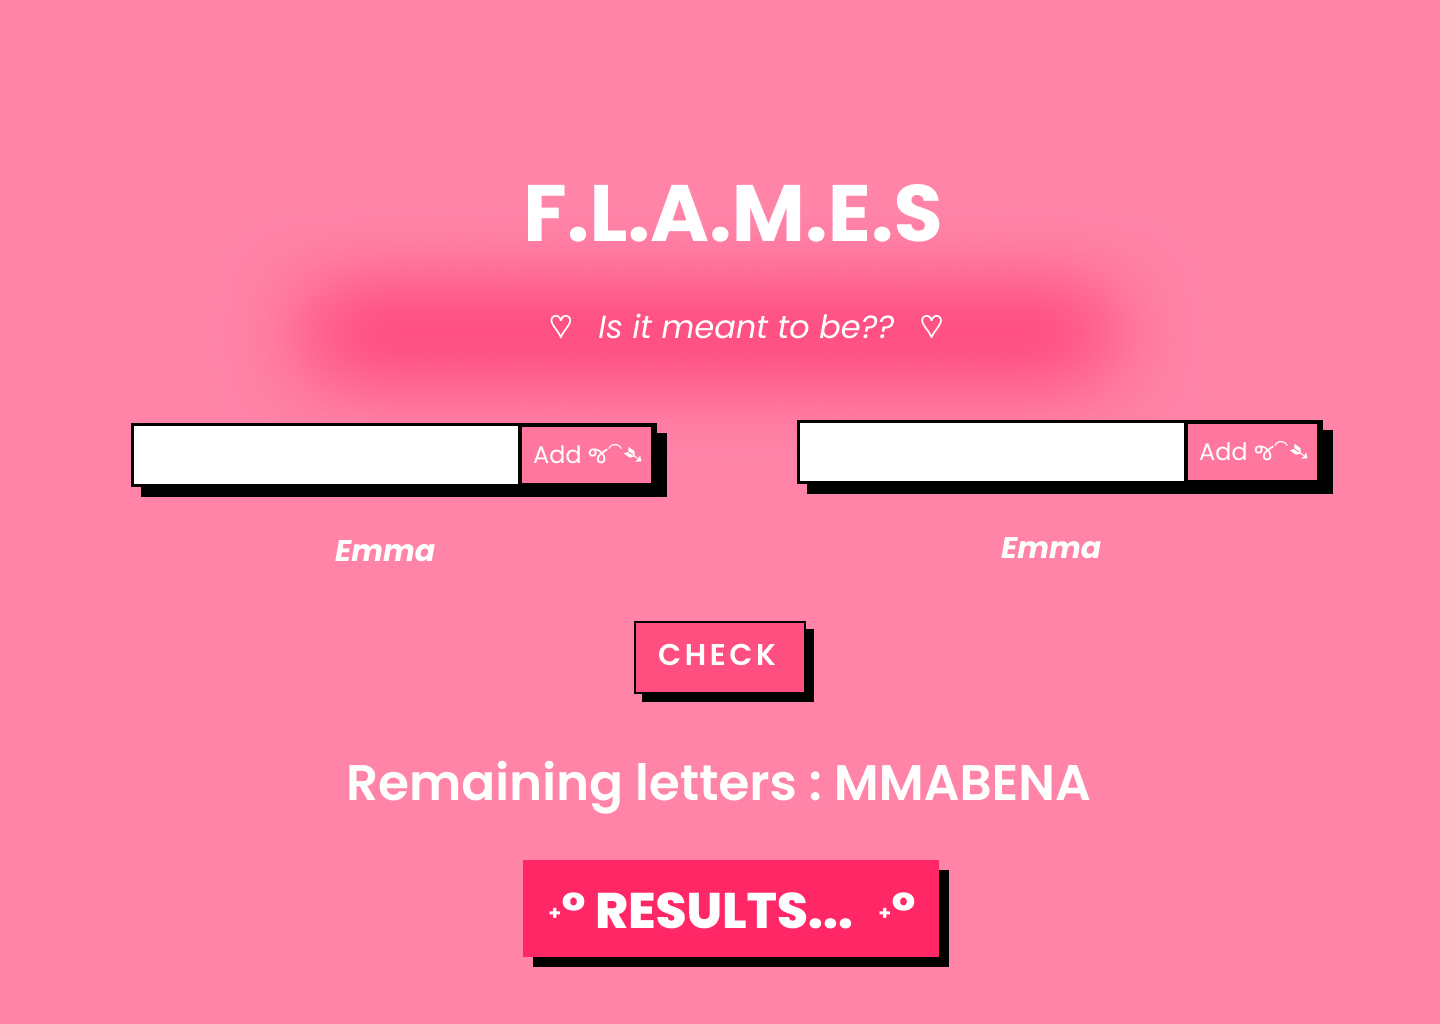 F.L.A.M.E.S
♡ Is it meant to be?? ♡
Add જ⁀➴
Add જ⁀➴
Emma
Emma
CHECK
Remaining letters : MMABENA
˖° RESULTS... ˖°